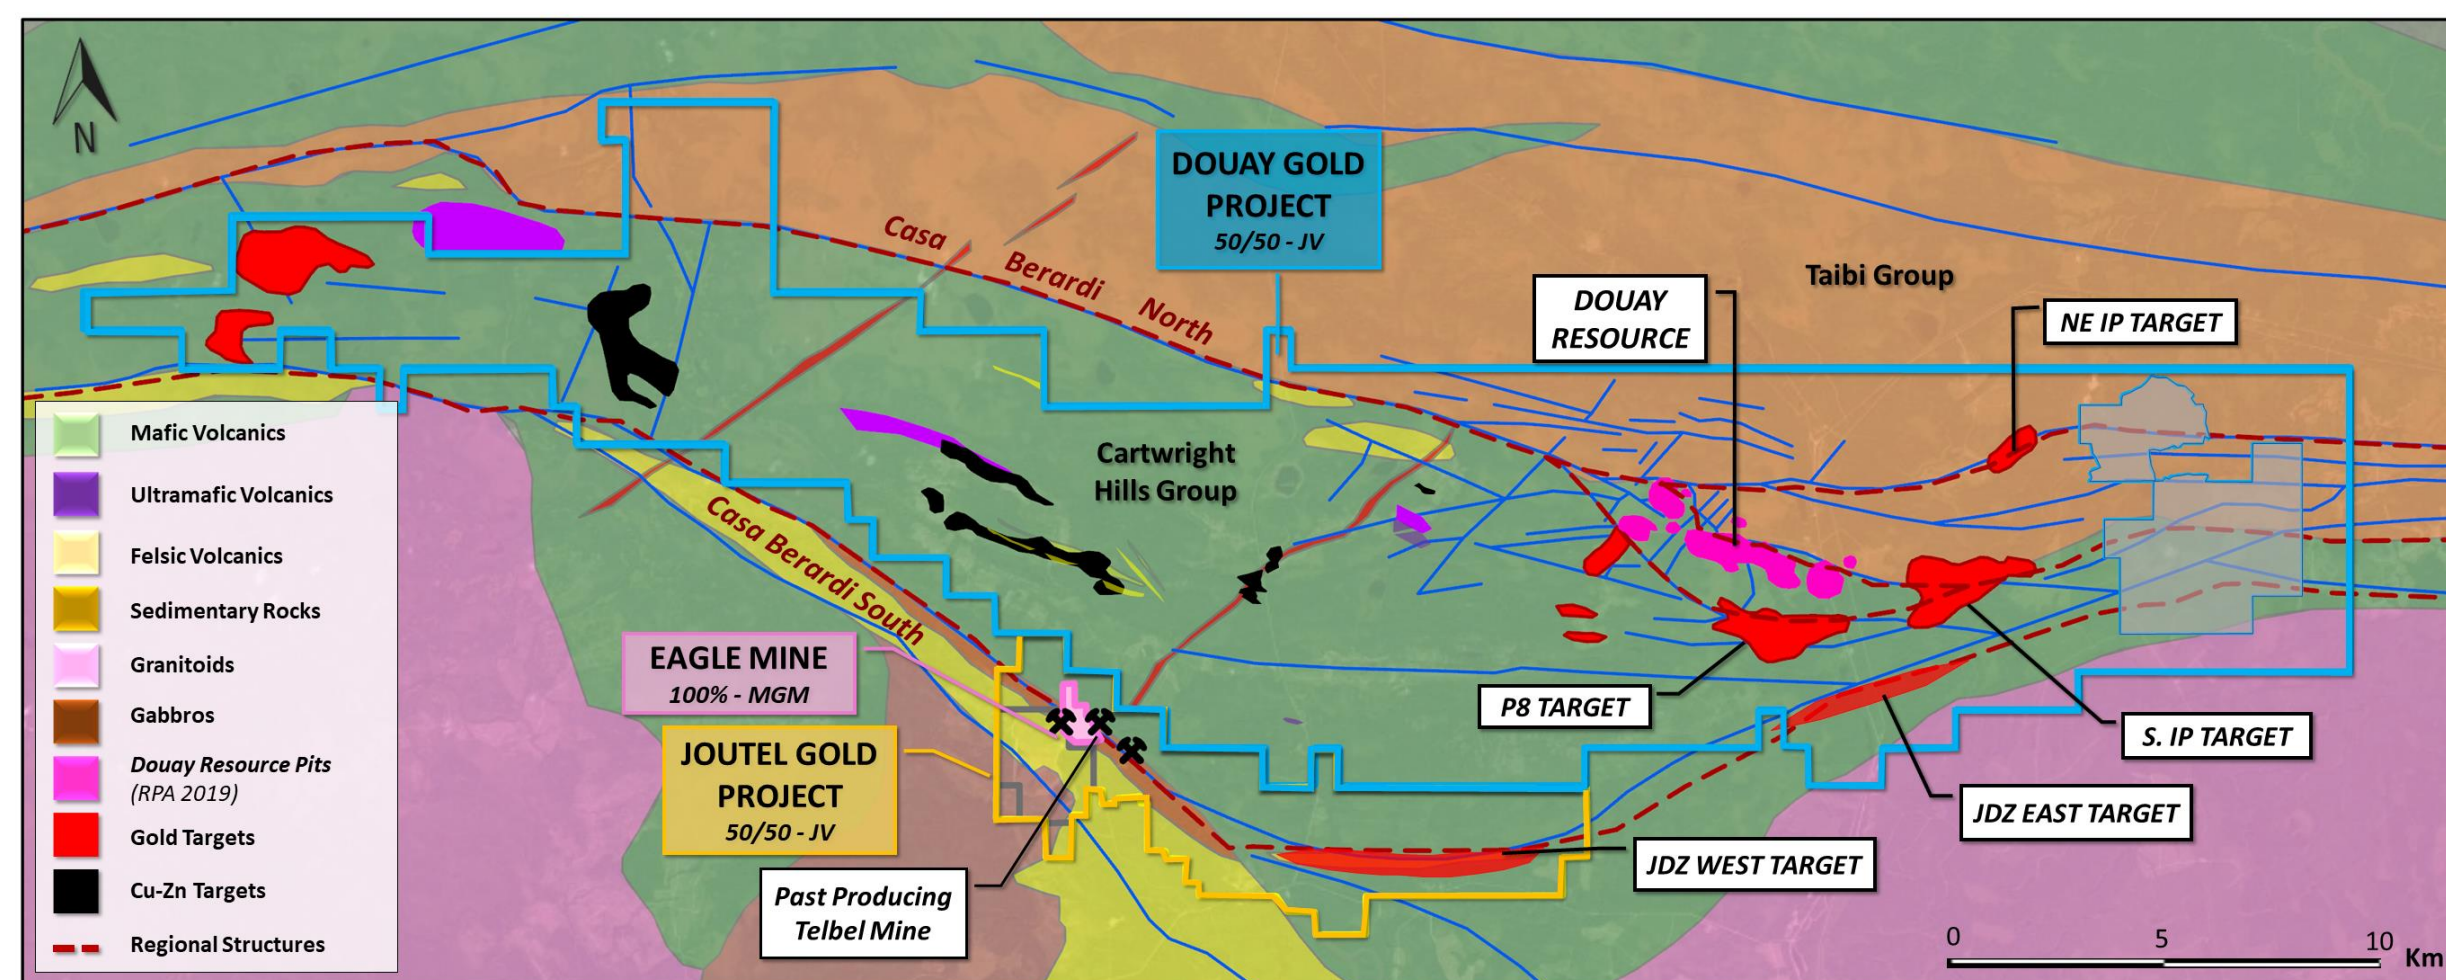 N
DOUAY GOLD
PROJECT
50/50 - JV
Casa
Berardi
North
Taibi Group
DOUAY
RESOURCE
NE IP TARGET
Cartwright
Hills Group
Casa Berardi South
EAGLE MINE
100% - MGM
JOUTEL GOLD
PROJECT
50/50 - JV
Past Producing
Telbel Mine
P8 TARGET
S. IP TARGET
JDZ EAST TARGET
JDZ WEST TARGET
Mafic Volcanics
Ultramafic Volcanics
Felsic Volcanics
Sedimentary Rocks
Granitoids
Gabbros
Douay Resource Pits
(RPA 2019)
Gold Targets
Cu-Zn Targets
Regional Structures
0 5 10
Km